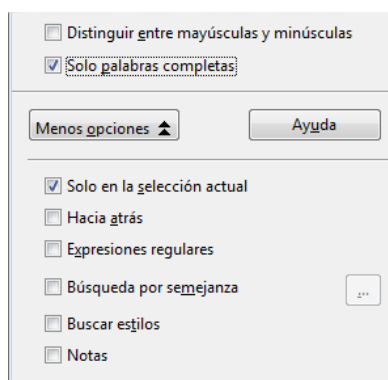 Distinguir entre mayúsculas y minúsculas
Solo palabras completas
Menos opciones Ayuda
Solo en la selección actual
Hacia atrás
Expresiones regulares
Búsqueda por semejanza ...
Buscar estilos
Notas